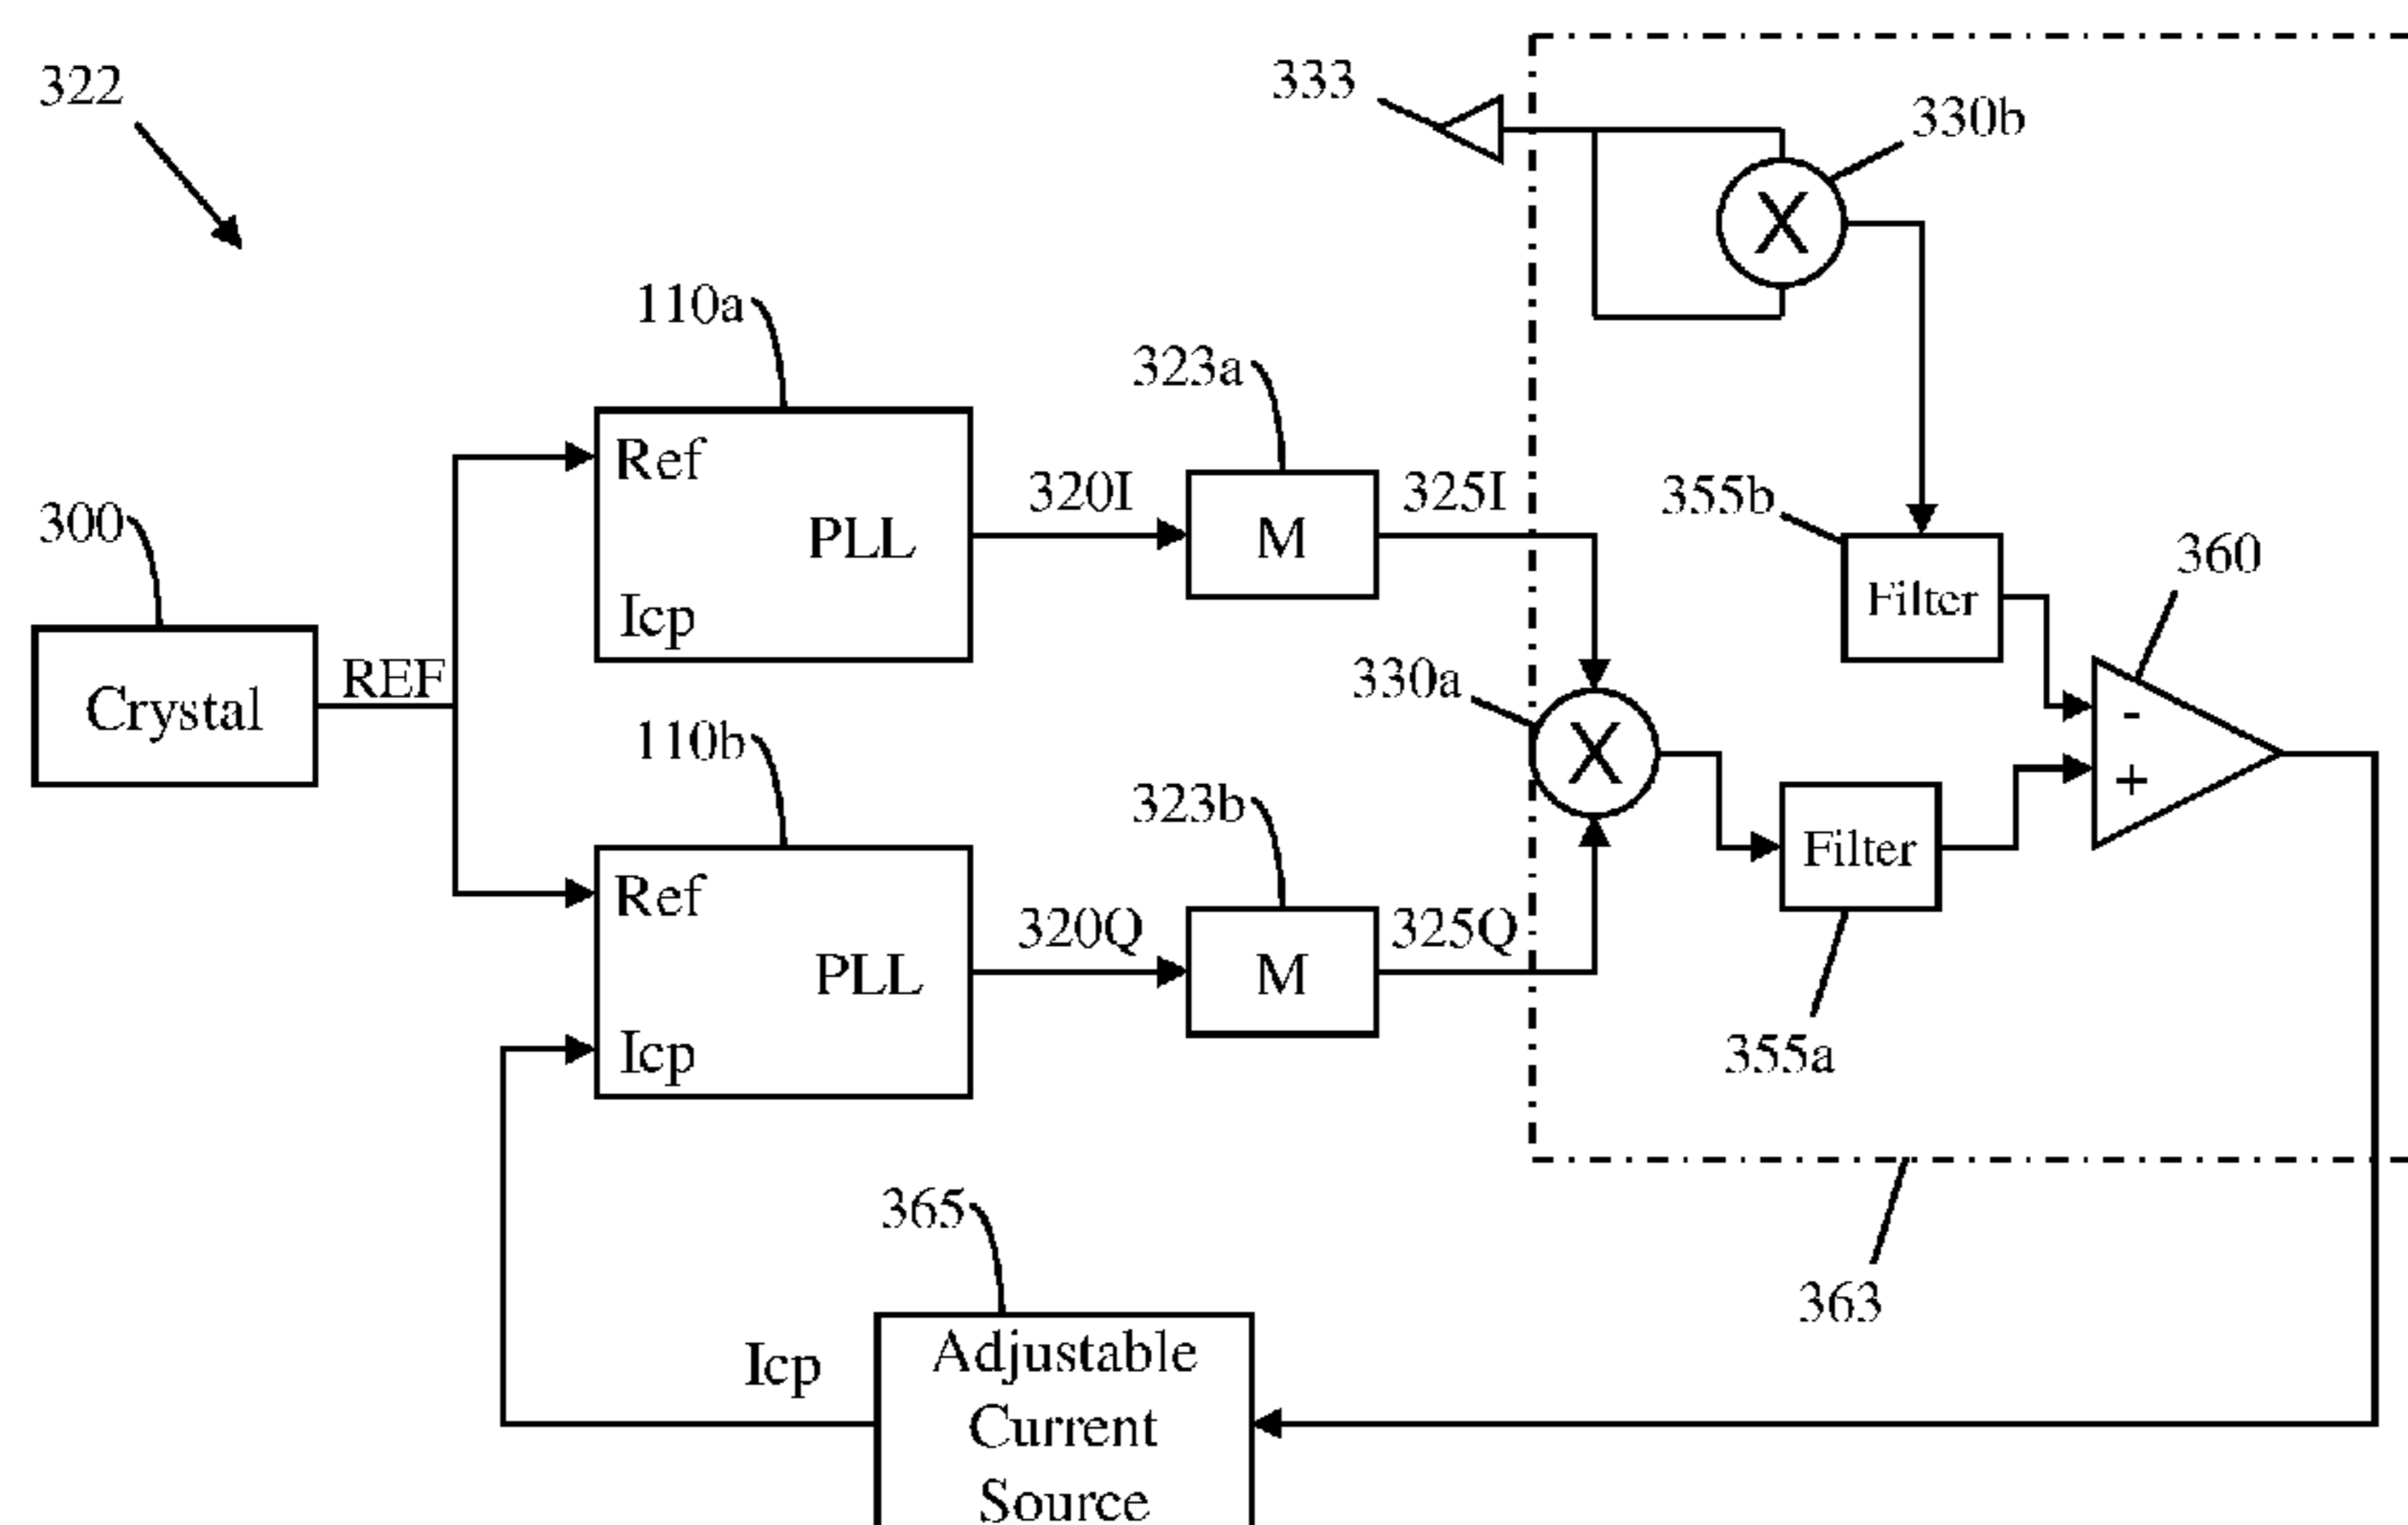 322
333
330b
X
110a
323a
Ref
PLL
Icp
320I
M
325I
355b
Filter
360
300
Crystal
REF
330a
X
-
+
110b
323b
Ref
PLL
Icp
320Q
M
325Q
Filter
355a
365
363
Icp
Adjustable
Current
Source